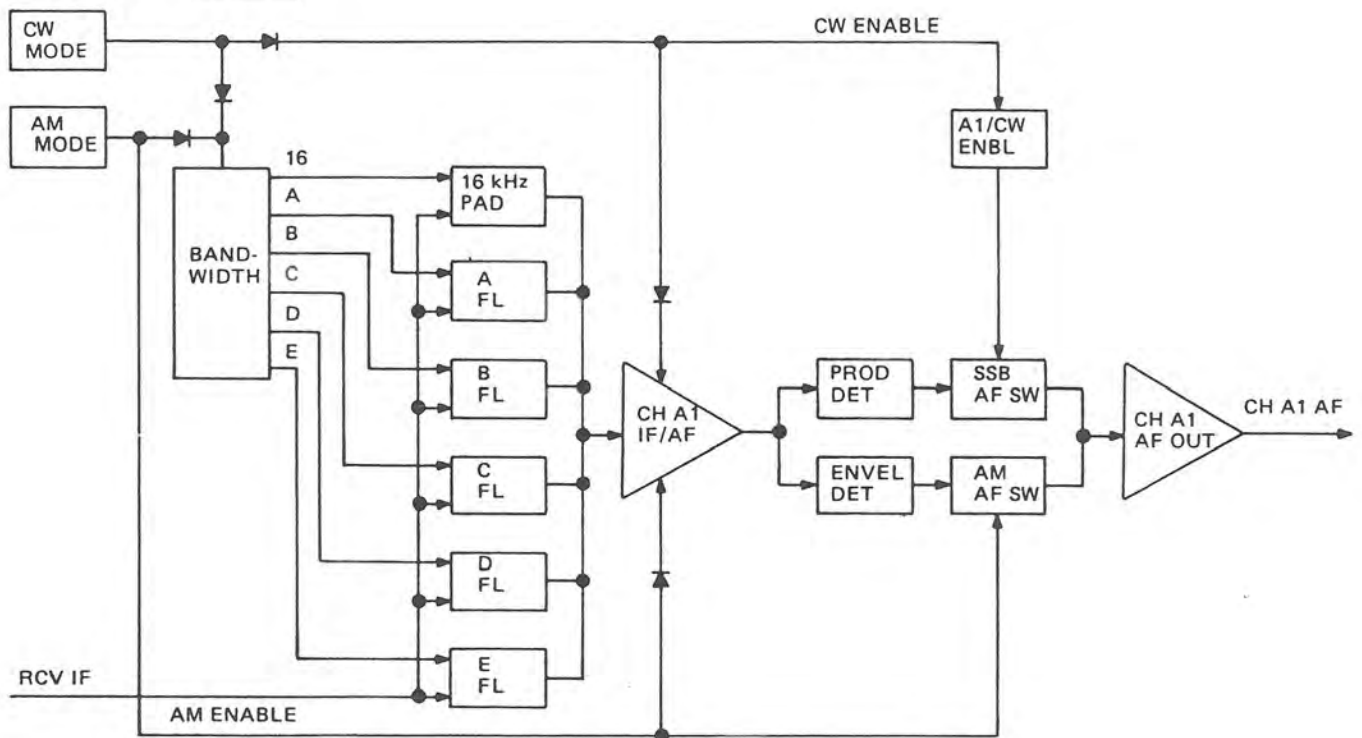 CW
MODE
CW ENABLE
AM
MODE
A1/CW
ENBL
BAND-
WIDTH
16
A
B
C
D
E
16 kHz
PAD
A
FL
B
FL
C
FL
D
FL
E
FL
CH A1
IF/AF
PROD
DET
SSB
AF SW
ENVEL
DET
AM
AF SW
CH A1
AF OUT
CH A1 AF
RCV IF
AM ENABLE